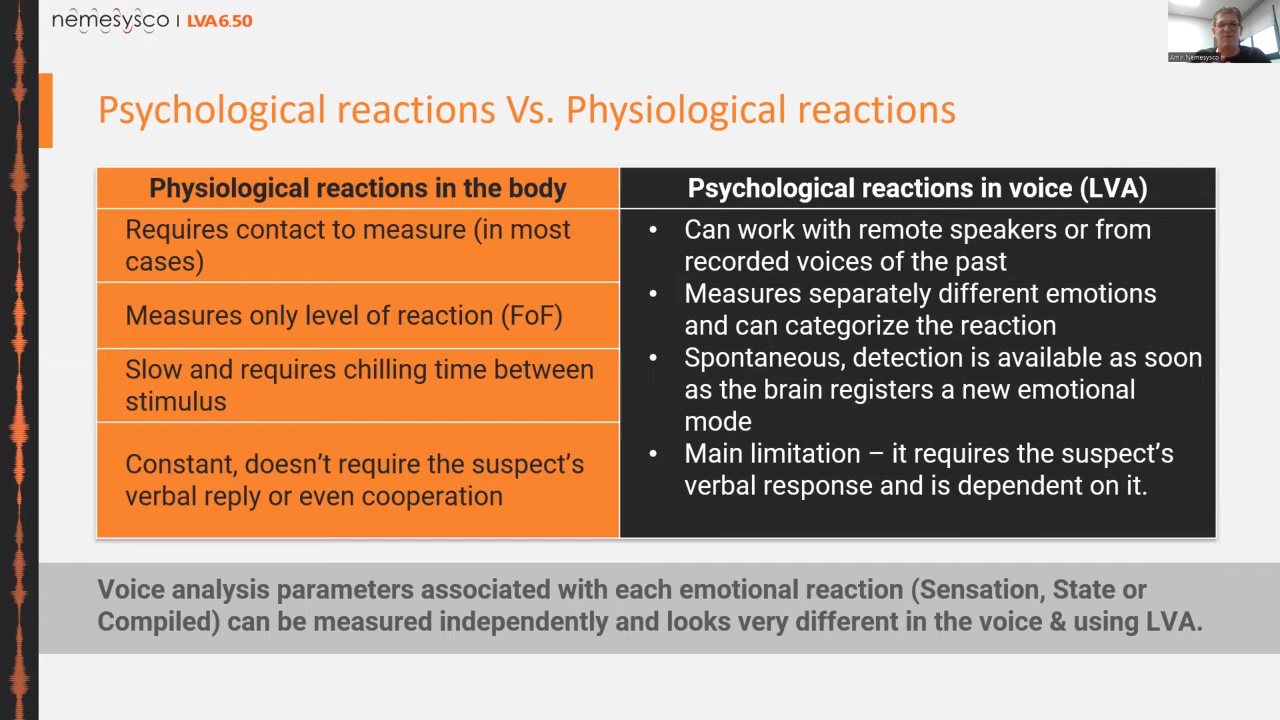 nemesysco | LVA6.50
Amir Nemesysco
Psychological reactions Vs. Physiological reactions
Physiological reactions in the body
Psychological reactions in voice (LVA)
Requires contact to measure (in most
cases)
Measures only level of reaction (FoF)
Slow and requires chilling time between
stimulus
Constant, doesn't require the suspect's
verbal reply or even cooperation
• Can work with remote speakers or from
recorded voices of the past
• Measures separately different emotions
and can categorize the reaction
• Spontaneous, detection is available as soon
as the brain registers a new emotional
mode
• Main limitation – it requires the suspect's
verbal response and is dependent on it.
Voice analysis parameters associated with each emotional reaction (Sensation, State or
Compiled) can be measured independently and looks very different in the voice & using LVA.